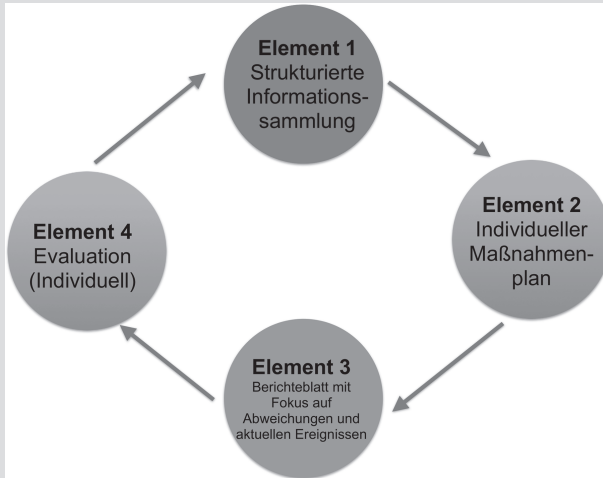 Element 1
Strukturierte
Informations-
sammlung
Element 2
Individueller
Maßnahmen-
plan
Element 3
Berichteblatt mit
Fokus auf
Abweichungen und
aktuellen Ereignissen
Element 4
Evaluation
(Individuell)